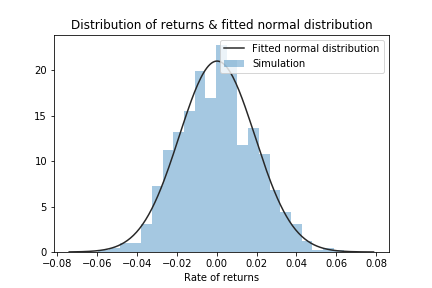 Distribution of returns & fitted normal distribution
Fitted normal distribution
Simulation
20
15
10
5
0
−0.08 −0.06 −0.04 −0.02 0.00 0.02 0.04 0.06 0.08
Rate of returns